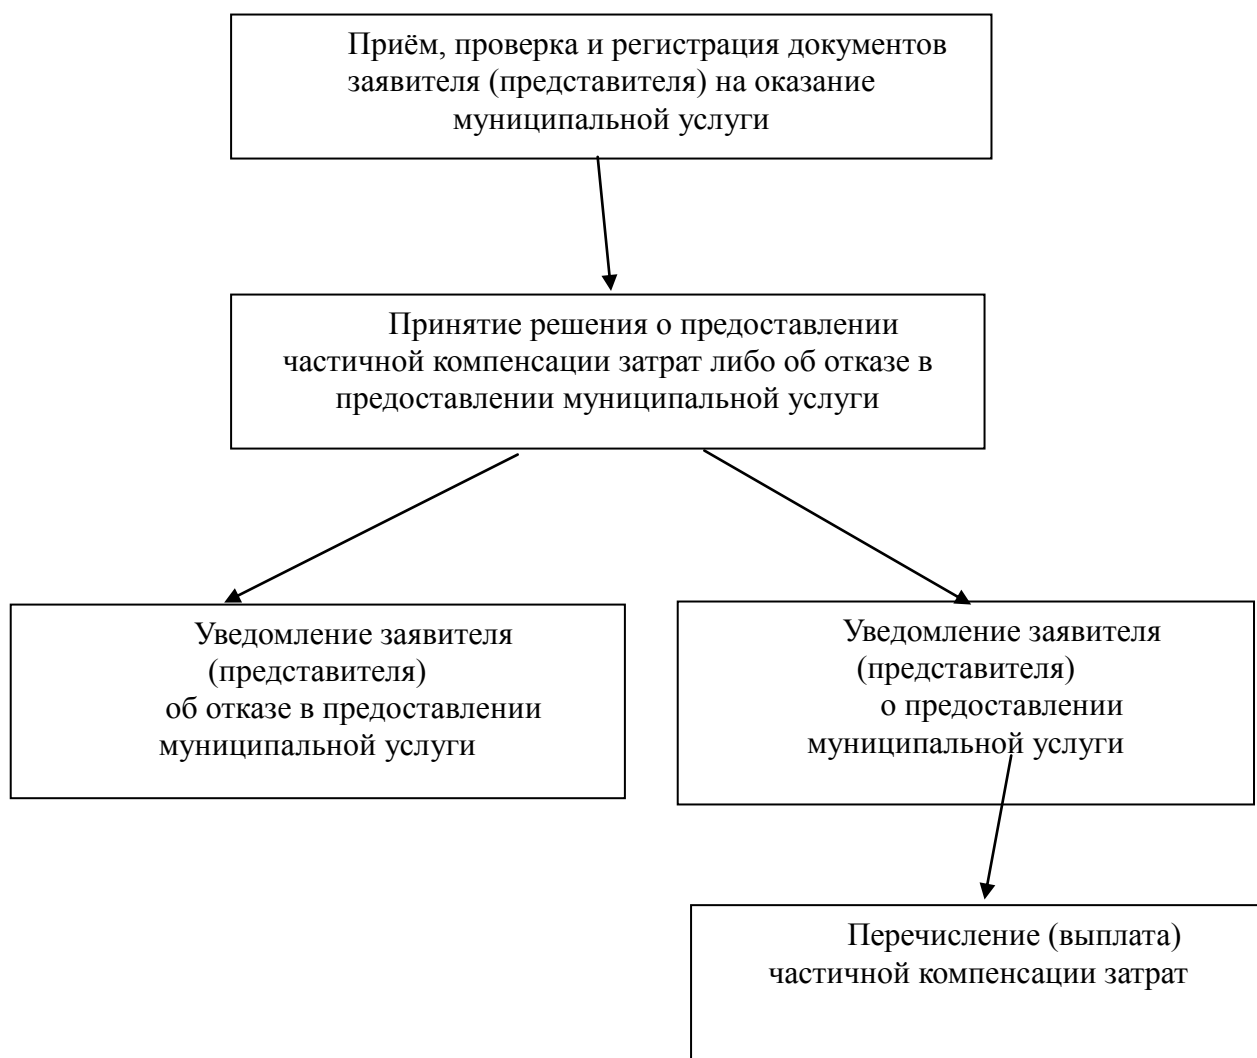 Приём, проверка и регистрация документов
заявителя (представителя) на оказание
муниципальной услуги
Принятие решения о предоставлении
частичной компенсации затрат либо об отказе в
предоставлении муниципальной услуги
Уведомление заявителя
(представителя)
об отказе в предоставлении
муниципальной услуги
Уведомление заявителя
(представителя)
о предоставлении
муниципальной услуги
Перечисление (выплата)
частичной компенсации затрат